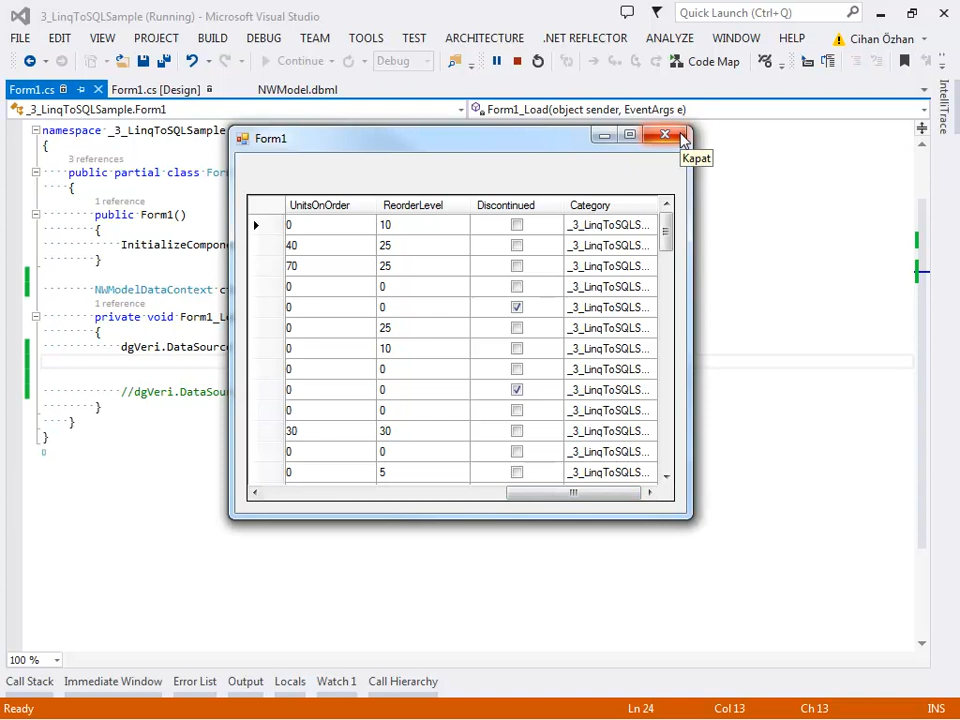 3_LinqToSQLSample (Running) - Microsoft Visual Studio
Quick Launch (Ctrl+Q)
FILE EDIT VIEW PROJECT BUILD DEBUG TEAM TOOLS TEST ARCHITECTURE .NET REFLECTOR ANALYZE WINDOW HELP Cihan Özhan
Continue Debug Code Map
Form1.cs Form1.cs [Design] NWModel.dbml
_3_LinqToSQLSample.Form1 Form1_Load(object sender, EventArgs e)
IntelliTrace
namespace _3_LinqToSQLSample
{
3 references
public partial class For
{
1 reference
public Form1()
{
InitializeCompone
}
NWModelDataContext ct
1 reference
private void Form1_Lo
{
dgVeri.DataSource
//dgVeri.DataSour
}
}
}
Form1
Kapat
UnitsOnOrder ReorderLevel Discontinued Category
0 10 _3_LinqToSQLS...
40 25 _3_LinqToSQLS...
70 25 _3_LinqToSQLS...
0 0 _3_LinqToSQLS...
0 0 _3_LinqToSQLS...
0 25 _3_LinqToSQLS...
0 10 _3_LinqToSQLS...
0 0 _3_LinqToSQLS...
0 0 _3_LinqToSQLS...
0 0 _3_LinqToSQLS...
30 30 _3_LinqToSQLS...
0 0 _3_LinqToSQLS...
0 5 _3_LinqToSQLS...
100 %
Call Stack Immediate Window Error List Output Locals Watch 1 Call Hierarchy
Ready Ln 24 Col 13 Ch 13 INS